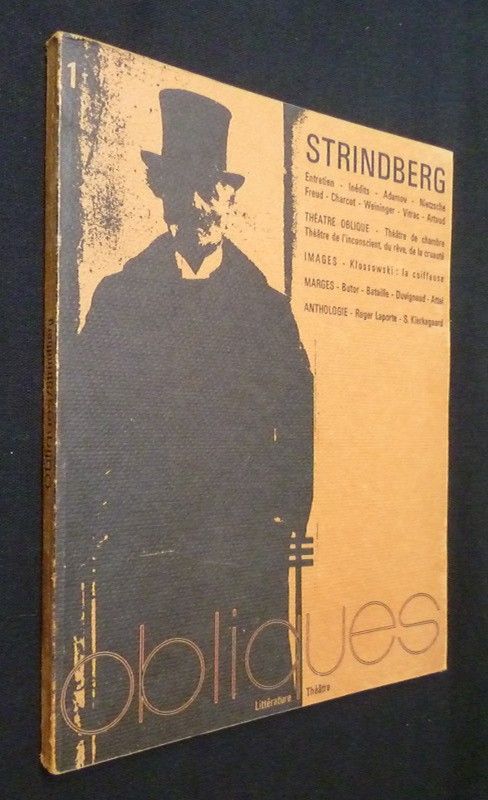 1
STRINDBERG
Entretien - Inédits - Adamov - Nietzsche
Freud - Charcot - Weininger - Vitrac - Artaud
THEATRE OBLIQUE - Théâtre de chambre
Théâtre de l'inconscient, du rêve, de la cruauté
IMAGES - Klossowski : la coiffeuse
MARGES - Butor - Bataille - Duvignaud - Attal
ANTHOLOGIE - Roger Laporte - S. Kierkegaard
obliques
Littérature Théâtre
obliques/Strindberg